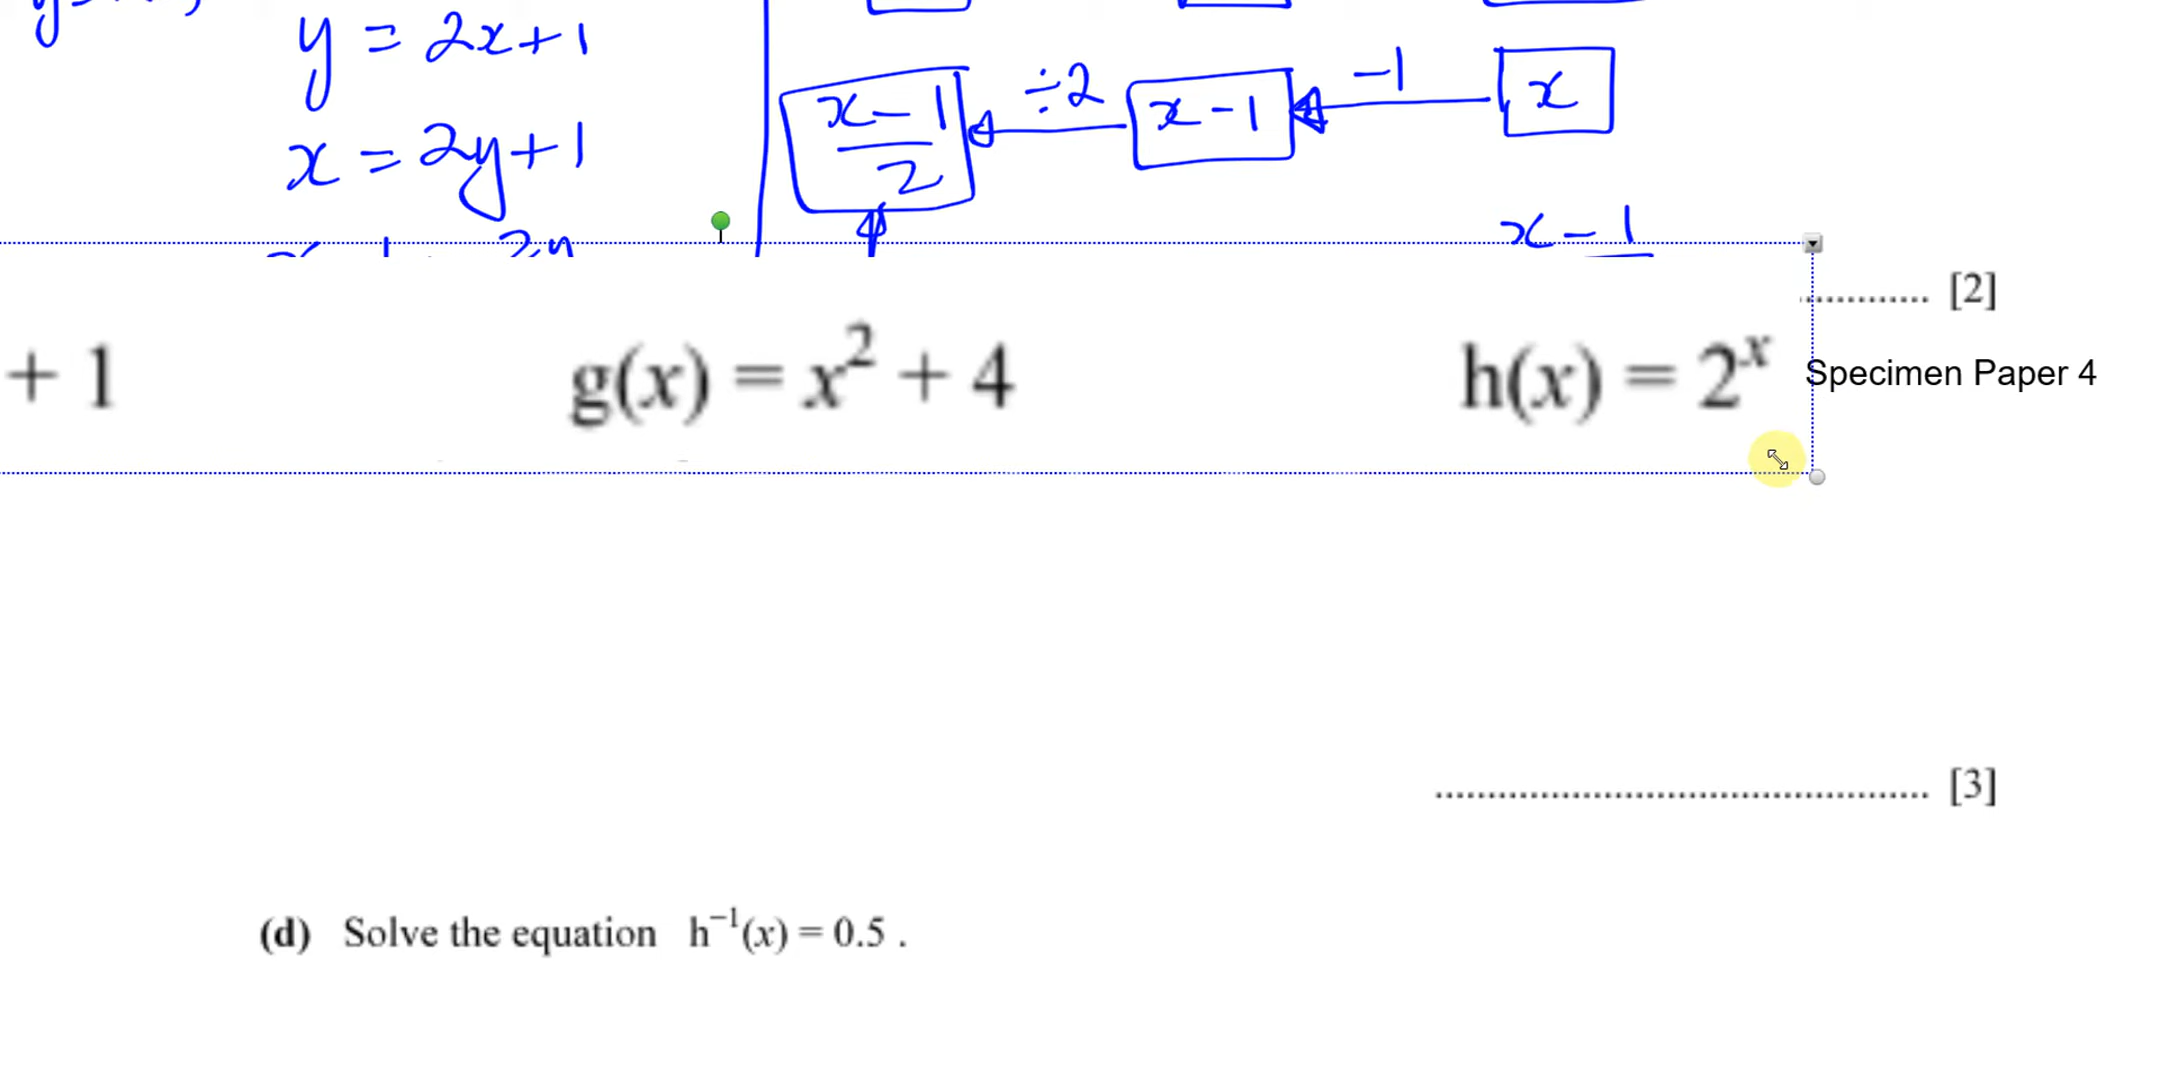 y = 2x+1
x = 2y+1
÷2
-1
x-1
2
x-1
x
x-1
[2]
+ 1
g(x) = x² + 4
h(x) = 2ˣ
Specimen Paper 4
[3]
(d) Solve the equation h⁻¹(x) = 0.5 .